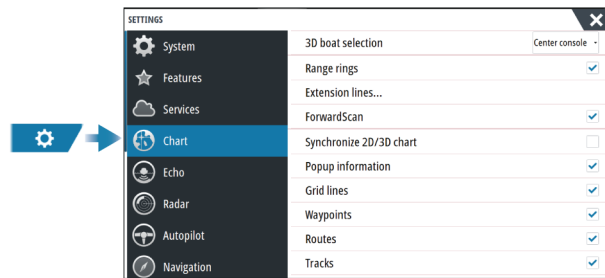 SETTINGS
System
Features
Services
Chart
Echo
Radar
Autopilot
Navigation
3D boat selection Center console
Range rings
Extension lines...
ForwardScan
Synchronize 2D/3D chart
Popup information
Grid lines
Waypoints
Routes
Tracks